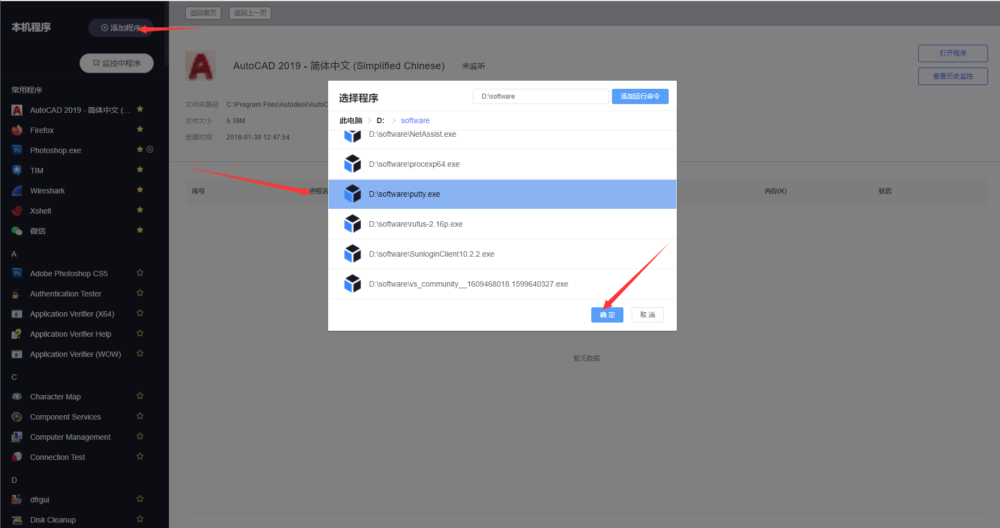 本机程序
添加程序
监控中程序
常用程序
AutoCAD 2019 - 简体中文 (...
Firefox
Photoshop.exe
TIM
Wireshark
Xshell
微信
A
Adobe Photoshop CS5
Authentication Tester
Application Verifier (X64)
Application Verifier Help
Application Verifier (WOW)
C
Character Map
Component Services
Computer Management
Connection Test
D
dfrgui
Disk Cleanup
返回首页
返回上一页
AutoCAD 2019 - 简体中文 (Simplified Chinese)
未监听
打开程序
查看历史监控
文件夹路径 C:\Program Files\Autodesk\AutoC
文件大小 5.39M
创建时间 2018-01-30 12:47:54
序号
进程名
内存(K)
状态
暂无数据
选择程序
D:\software
添加运行命令
此电脑 > D: > software
D:\software\NetAssist.exe
D:\software\procexp64.exe
D:\software\putty.exe
D:\software\rufus-2.16p.exe
D:\software\SunloginClient10.2.2.exe
D:\software\vs_community__1609468018.1599640327.exe
确 定
取 消